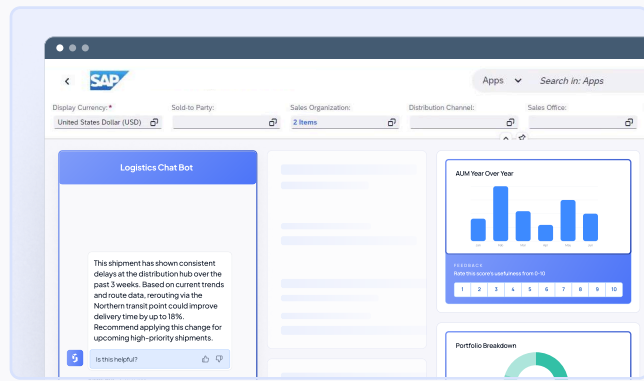 SAP
Apps
Search in: Apps
Display Currency:*
Sold-to Party:
Sales Organization:
Distribution Channel:
Sales Office:
United States Dollar (USD)
2 Items
Logistics Chat Bot
This shipment has shown consistent
delays at the distribution hub over the
past 3 weeks. Based on current trends
and route data, rerouting via the
Northern transit point could improve
delivery time by up to 18%.
Recommend applying this change for
upcoming high-priority shipments.
Is this helpful?
AUM Year Over Year
FEEDBACK
Rate this score's usefulness from 0-10
1 2 3 4 5 6 7 8 9 10
Portfolio Breakdown